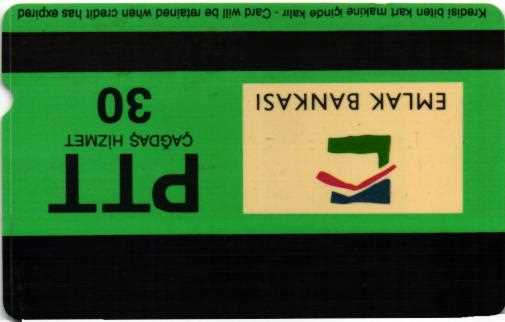 PTT
ÇAĞDAŞ HİZMET
30
EMLAK BANKASI
Kredisi biten kart makine içinde kalır - Card will be retained when credit has expired